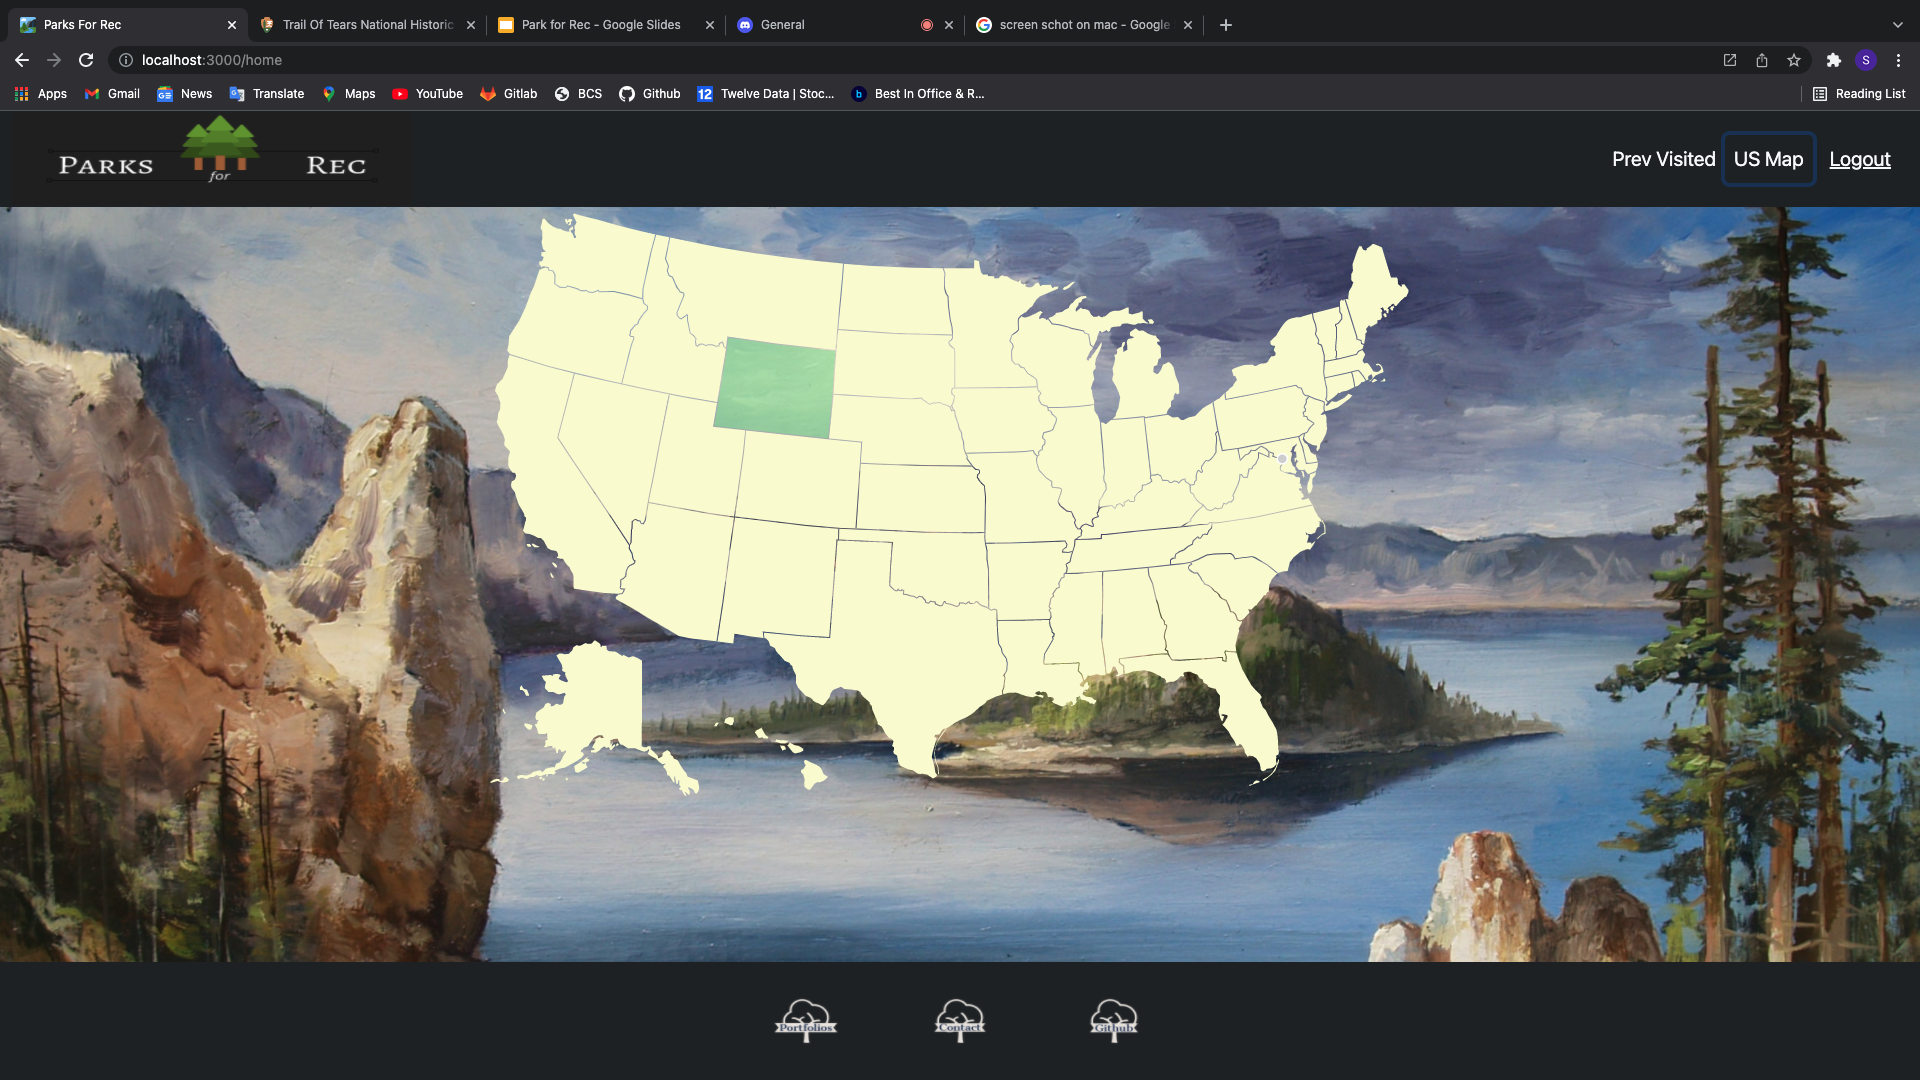 Parks For Rec
Trail Of Tears National Historic
Park for Rec - Google Slides
General
screen schot on mac - Google
localhost:3000/home
S
Apps
Gmail
News
Translate
Maps
YouTube
Gitlab
BCS
Github
12 Twelve Data | Stoc...
b Best In Office & R...
Reading List
PARKS for REC
Prev Visited
US Map
Logout
Portfolios
Contact
Github